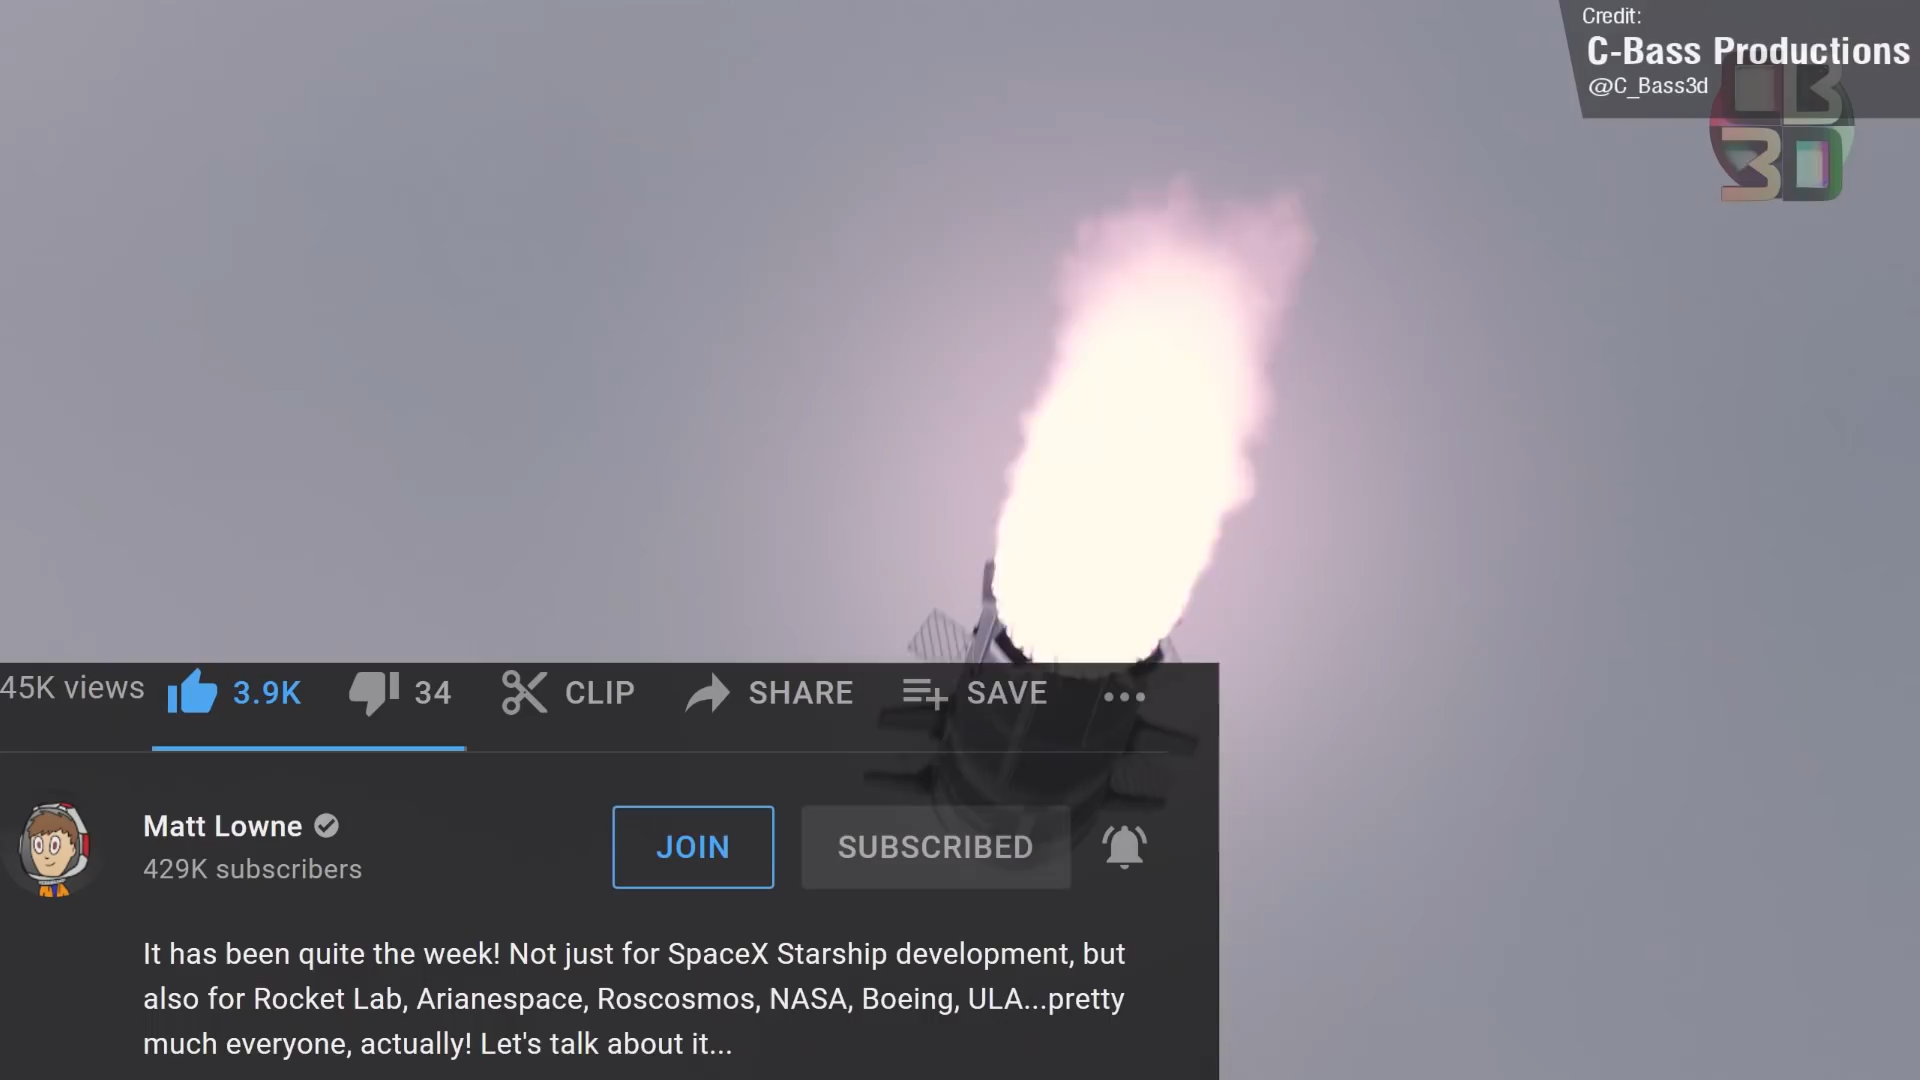 Credit:
C-Bass Productions
@C_Bass3d
CB
3D
45K views 3.9K 34 CLIP SHARE SAVE
Matt Lowne
429K subscribers
JOIN SUBSCRIBED
It has been quite the week! Not just for SpaceX Starship development, but
also for Rocket Lab, Arianespace, Roscosmos, NASA, Boeing, ULA...pretty
much everyone, actually! Let's talk about it...